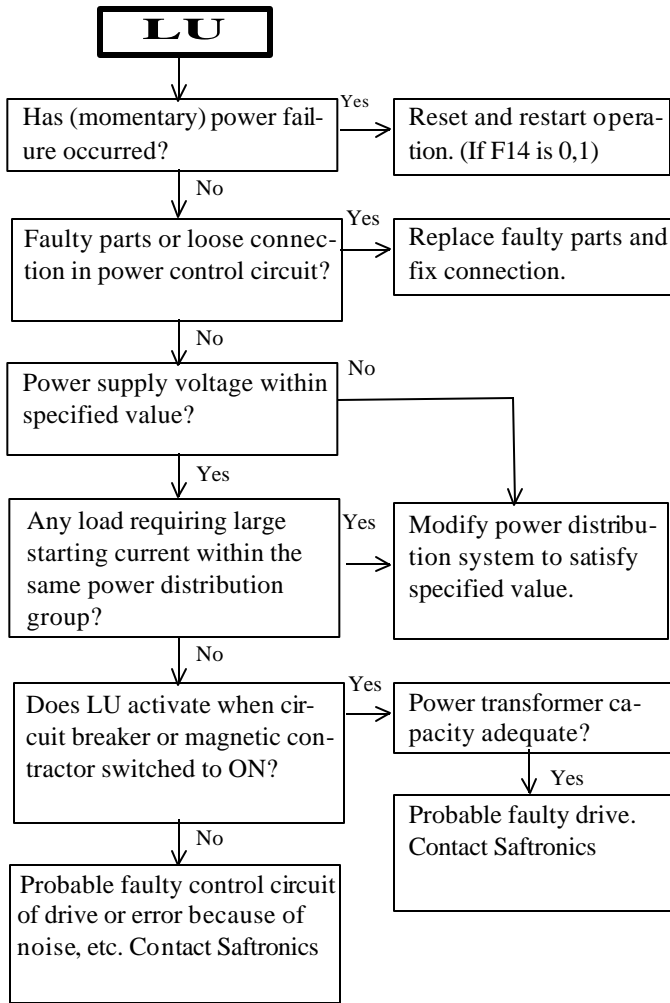 LU
Has (momentary) power fail-
ure occurred?
Yes
Reset and restart opera-
tion. (If F14 is 0,1)
No
Faulty parts or loose connec-
tion in power control circuit?
Yes
Replace faulty parts and
fix connection.
No
Power supply voltage within
specified value?
No
Yes
Any load requiring large
starting current within the
same power distribution
group?
Yes
Modify power distribu-
tion system to satisfy
specified value.
No
Does LU activate when cir-
cuit breaker or magnetic con-
tractor switched to ON?
Yes
Power transformer ca-
pacity adequate?
Yes
Probable faulty drive.
Contact Saftronics
No
Probable faulty control circuit
of drive or error because of
noise, etc. Contact Saftronics